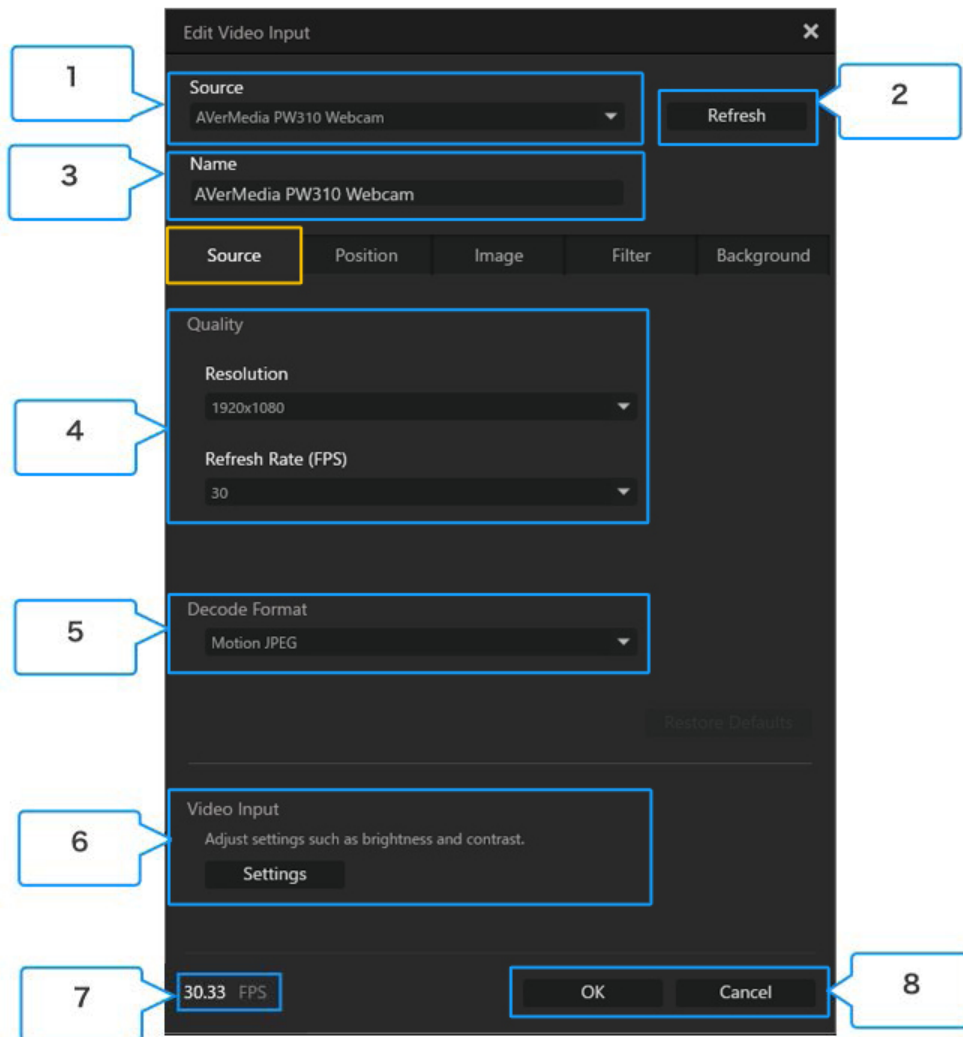 Edit Video Input
1
Source
AVerMedia PW310 Webcam
Refresh
2
3
Name
AVerMedia PW310 Webcam
Source Position Image Filter Background
Quality
Resolution
1920x1080
4
Refresh Rate (FPS)
30
Decode Format
5
Motion JPEG
Restore Defaults
Video Input
6
Adjust settings such as brightness and contrast.
Settings
7
30.33 FPS
OK Cancel
8